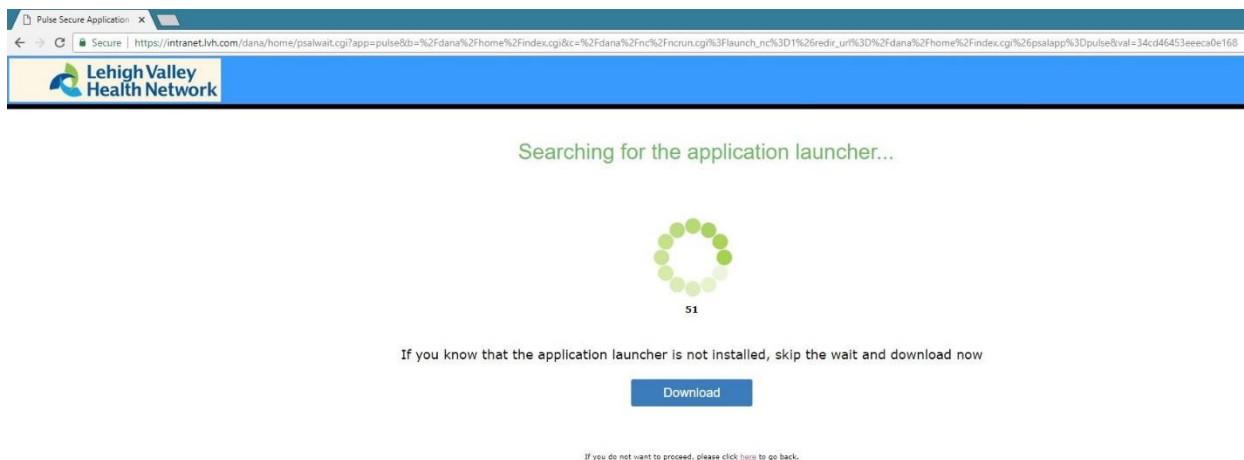 Pulse Secure Application
Secure | https://intranet.lvh.com/dana/home/psalwait.cgi?app=pulse&b=%2Fdana%2Fhome%2Findex.cgi&c=%2Fdana%2Fnc%2Fncrun.cgi%3Flaunch_nc%3D1%26redir_url%3D%2Fdana%2Fhome%2Findex.cgi%26psalapp%3Dpulse&val=34cd46453eeeca0e168
Lehigh Valley
Health Network
Searching for the application launcher...
51
If you know that the application launcher is not installed, skip the wait and download now
Download
If you do not want to proceed, please click here to go back.